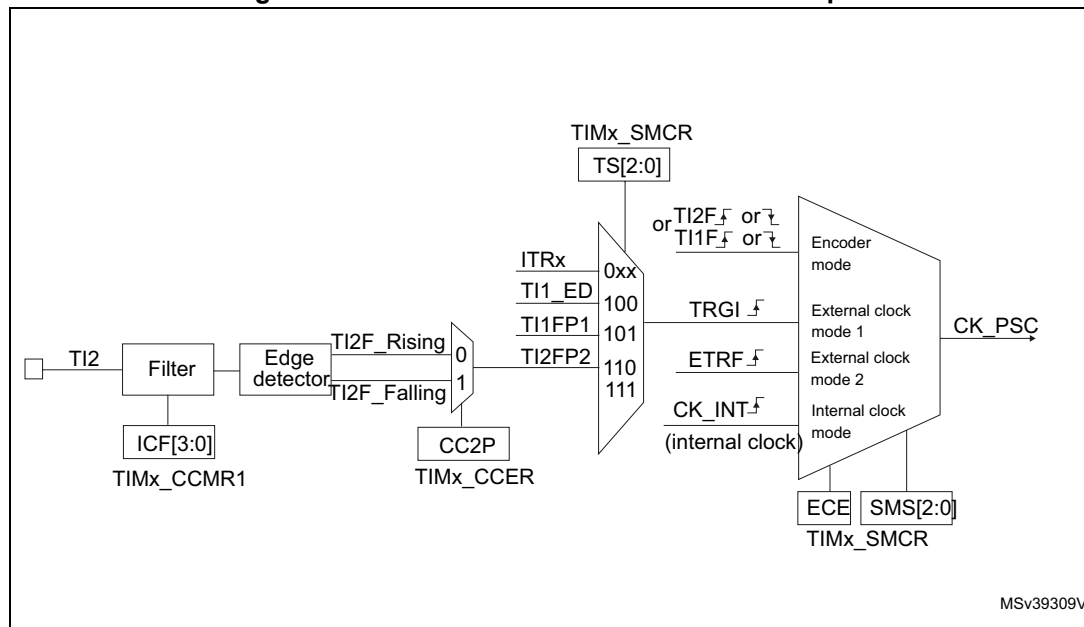 TIMx_SMCR
TS[2:0]
or TI2F or
TI1F or
Encoder
mode
ITRx
0xx
TI1_ED
100
TI1FP1
101
TRGI
External clock
mode 1
CK_PSC
TI2F_Rising
0
TI2FP2
110
ETRF
External clock
mode 2
TI2
Filter
Edge
detector
TI2F_Falling
1
111
CK_INT
(internal clock)
Internal clock
mode
ICF[3:0]
TIMx_CCMR1
CC2P
TIMx_CCER
ECE
SMS[2:0]
TIMx_SMCR
MSv39309V